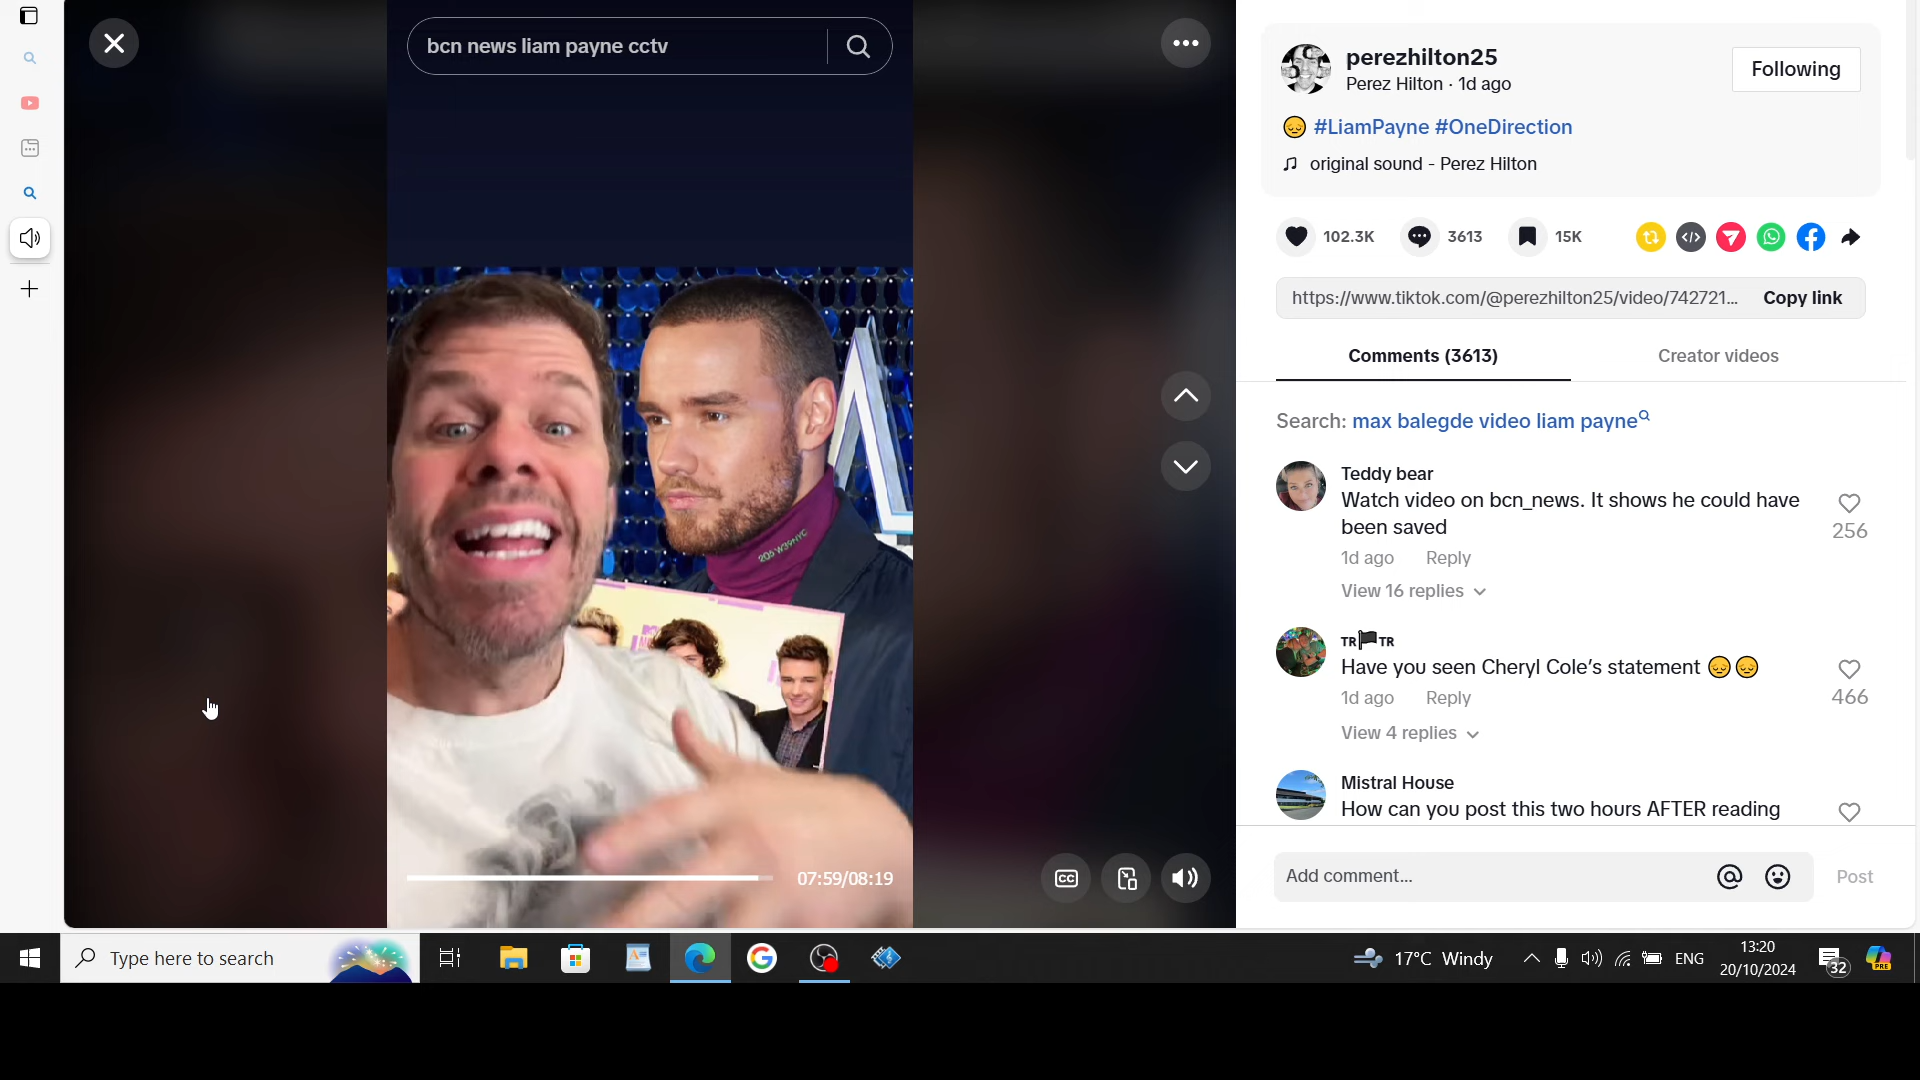 bcn news liam payne cctv
205 W39NYC
07:59/08:19
perezhilton25
Perez Hilton · 1d ago
Following
😔 #LiamPayne #OneDirection
♫ original sound - Perez Hilton
102.3K
3613
15K
https://www.tiktok.com/@perezhilton25/video/742721...
Copy link
Comments (3613)
Creator videos
Search: max balegde video liam payne
Teddy bear
Watch video on bcn_news. It shows he could have
been saved
256
1d ago Reply
View 16 replies
TR🏴TR
Have you seen Cheryl Cole's statement 😔😔
466
1d ago Reply
View 4 replies
Mistral House
How can you post this two hours AFTER reading
Add comment...
Post
Type here to search
17°C Windy
ENG
13:20
20/10/2024
32
PRE